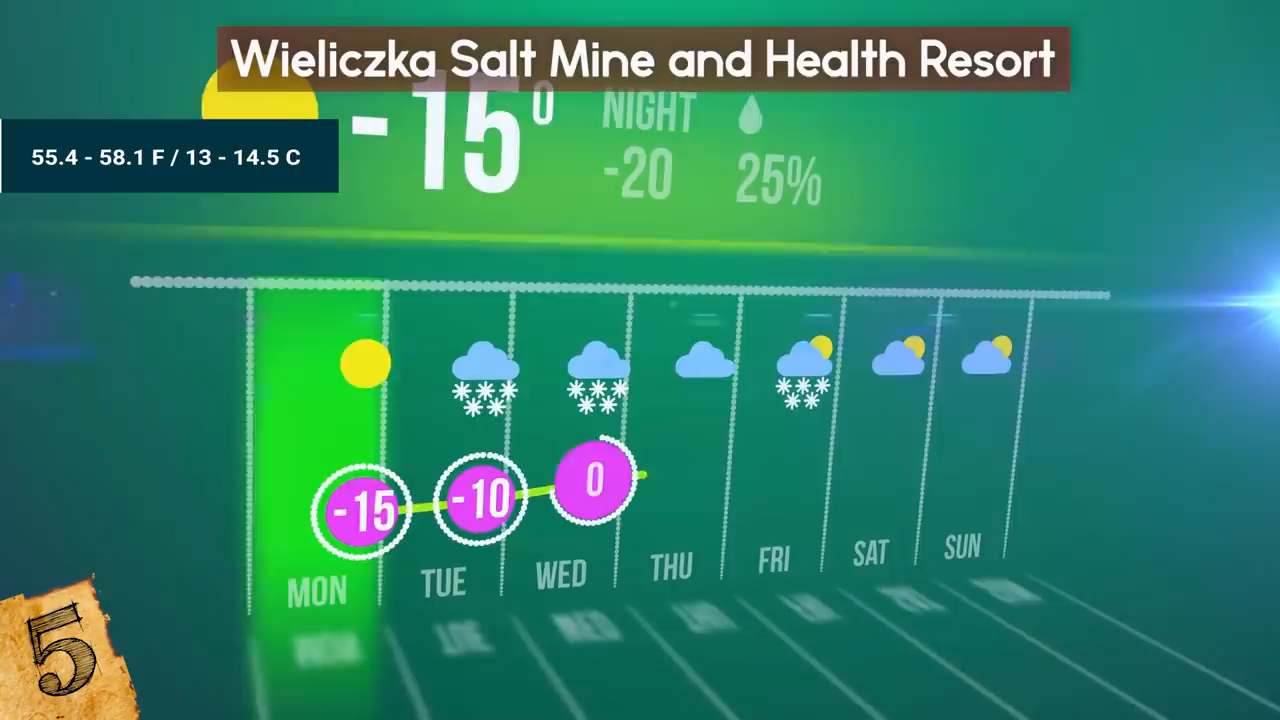 Wieliczka Salt Mine and Health Resort
-15°
NIGHT
-20
25%
55.4 - 58.1 F / 13 - 14.5 C
-15
-10
0
MON
TUE
WED
THU
FRI
SAT
SUN
5